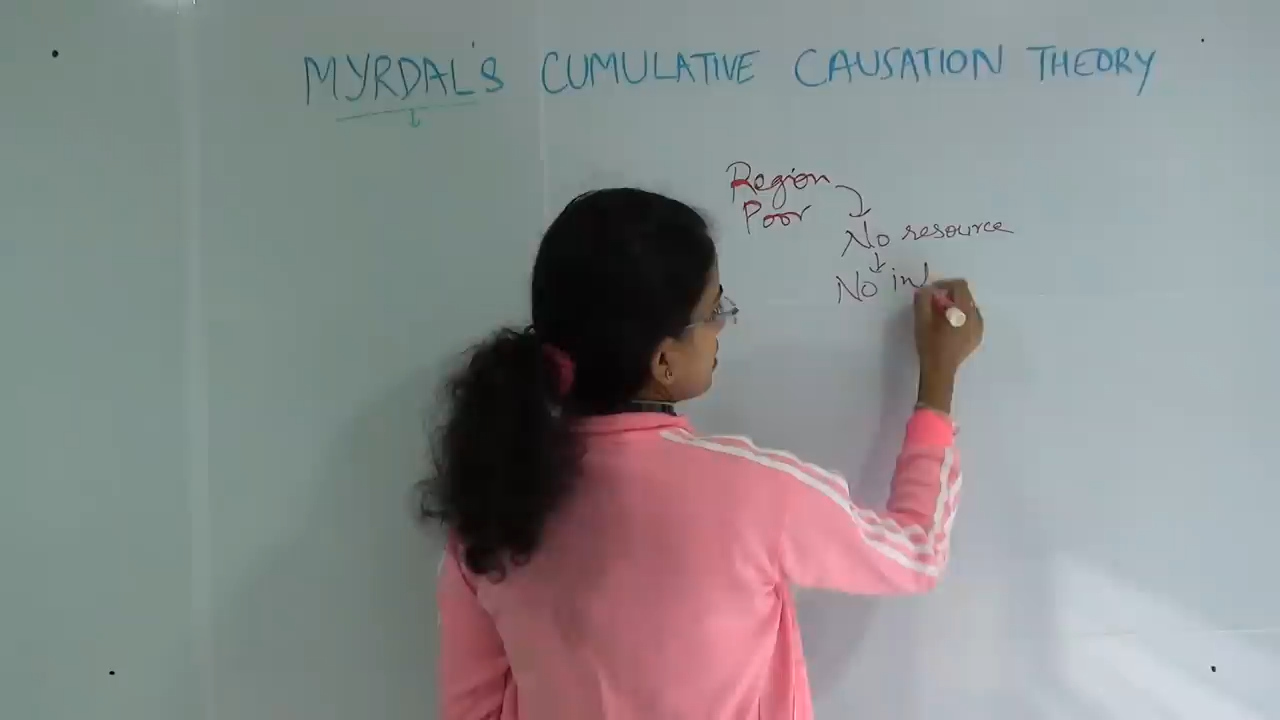 MYRDAL'S CUMULATIVE CAUSATION THEORY
Region
Poor
No resource
No in